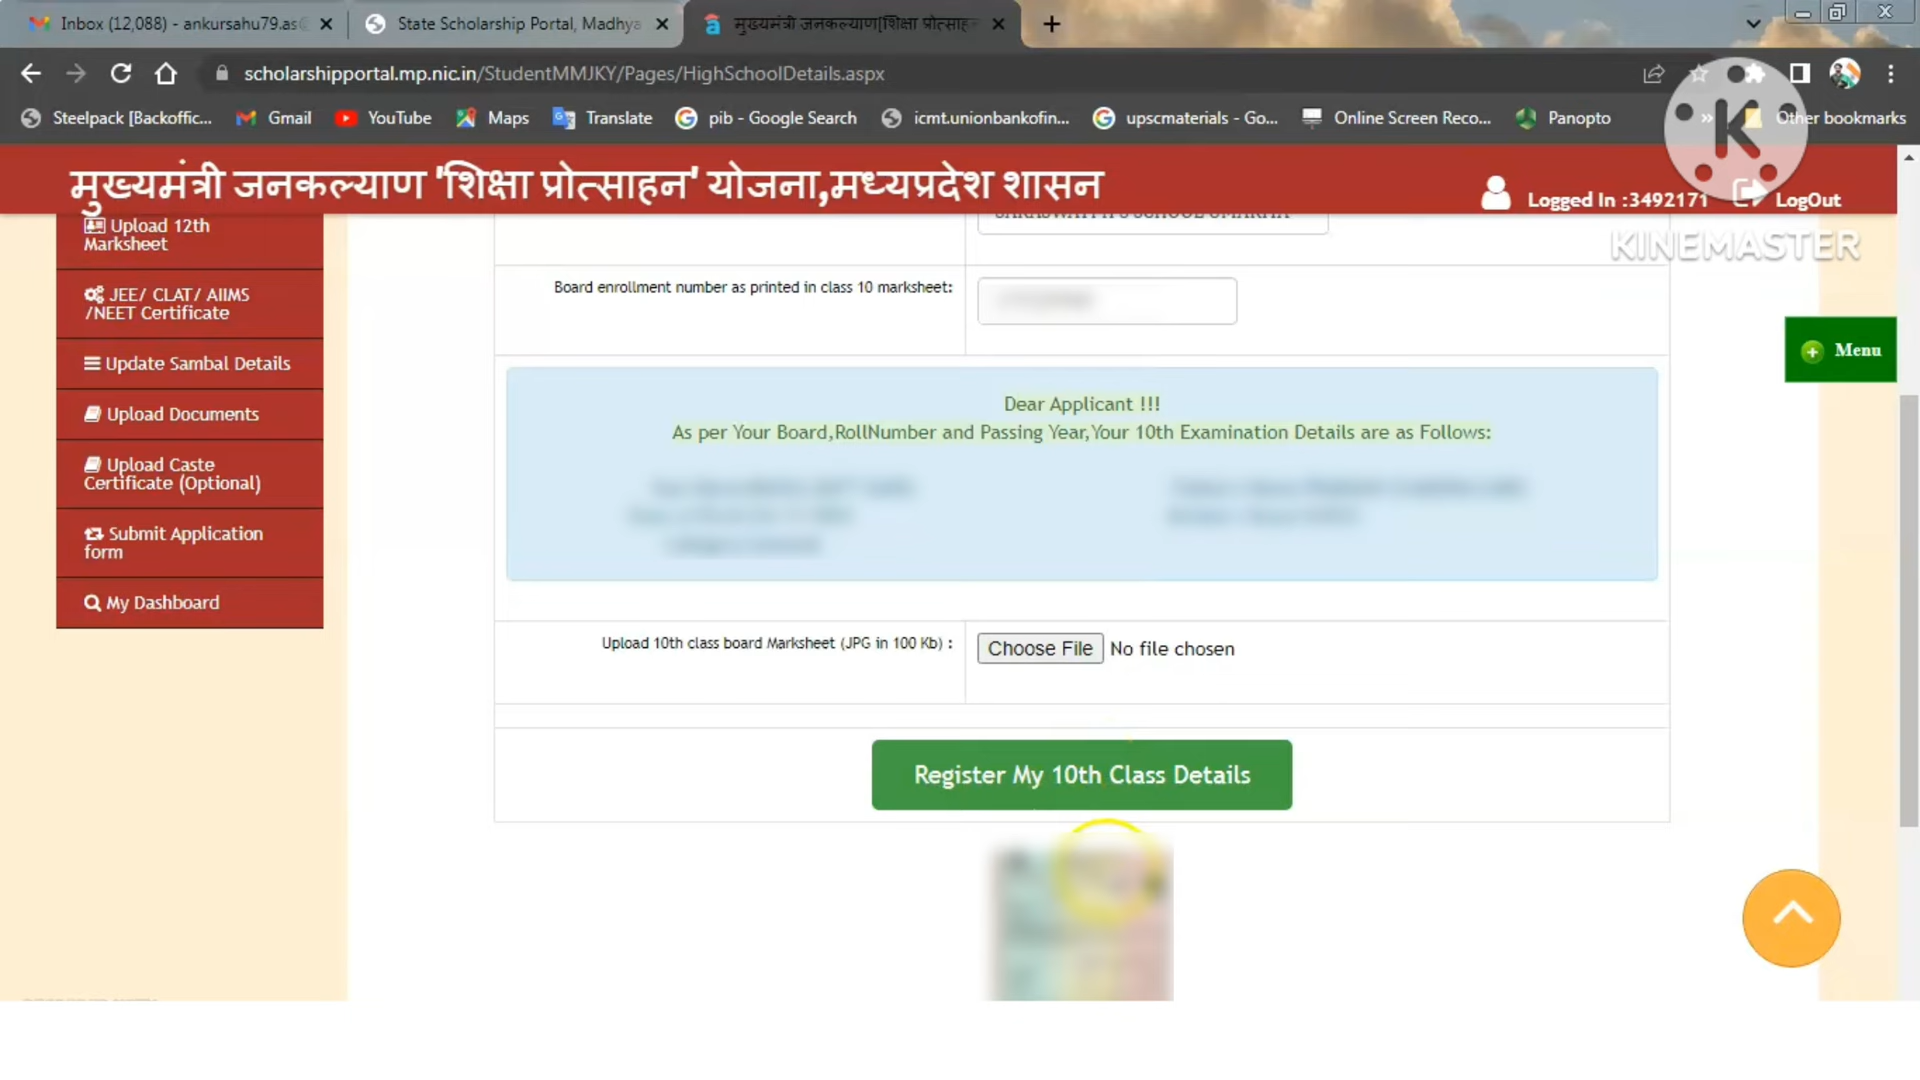 Inbox (12,088) - ankursahu79.as
State Scholarship Portal, Madhya
मुख्यमंत्री जनकल्याण(शिक्षा प्रोत्साहन
scholarshipportal.mp.nic.in/StudentMMJKY/Pages/HighSchoolDetails.aspx
Steelpack [Backoffic...
Gmail
YouTube
Maps
Translate
pib - Google Search
icmt.unionbankofin...
upscmaterials - Go...
Online Screen Reco...
Panopto
»
Other bookmarks
K
KINEMASTER
मुख्यमंत्री जनकल्याण 'शिक्षा प्रोत्साहन' योजना,मध्यप्रदेश शासन
Logged In :3492171
LogOut
Upload 12th
Marksheet
JEE/ CLAT/ AIIMS
/NEET Certificate
Update Sambal Details
Upload Documents
Upload Caste
Certificate (Optional)
Submit Application
form
My Dashboard
Board enrollment number as printed in class 10 marksheet:
Menu
Dear Applicant !!!
As per Your Board,RollNumber and Passing Year,Your 10th Examination Details are as Follows:
Upload 10th class board Marksheet (JPG in 100 Kb) :
Choose File No file chosen
Register My 10th Class Details